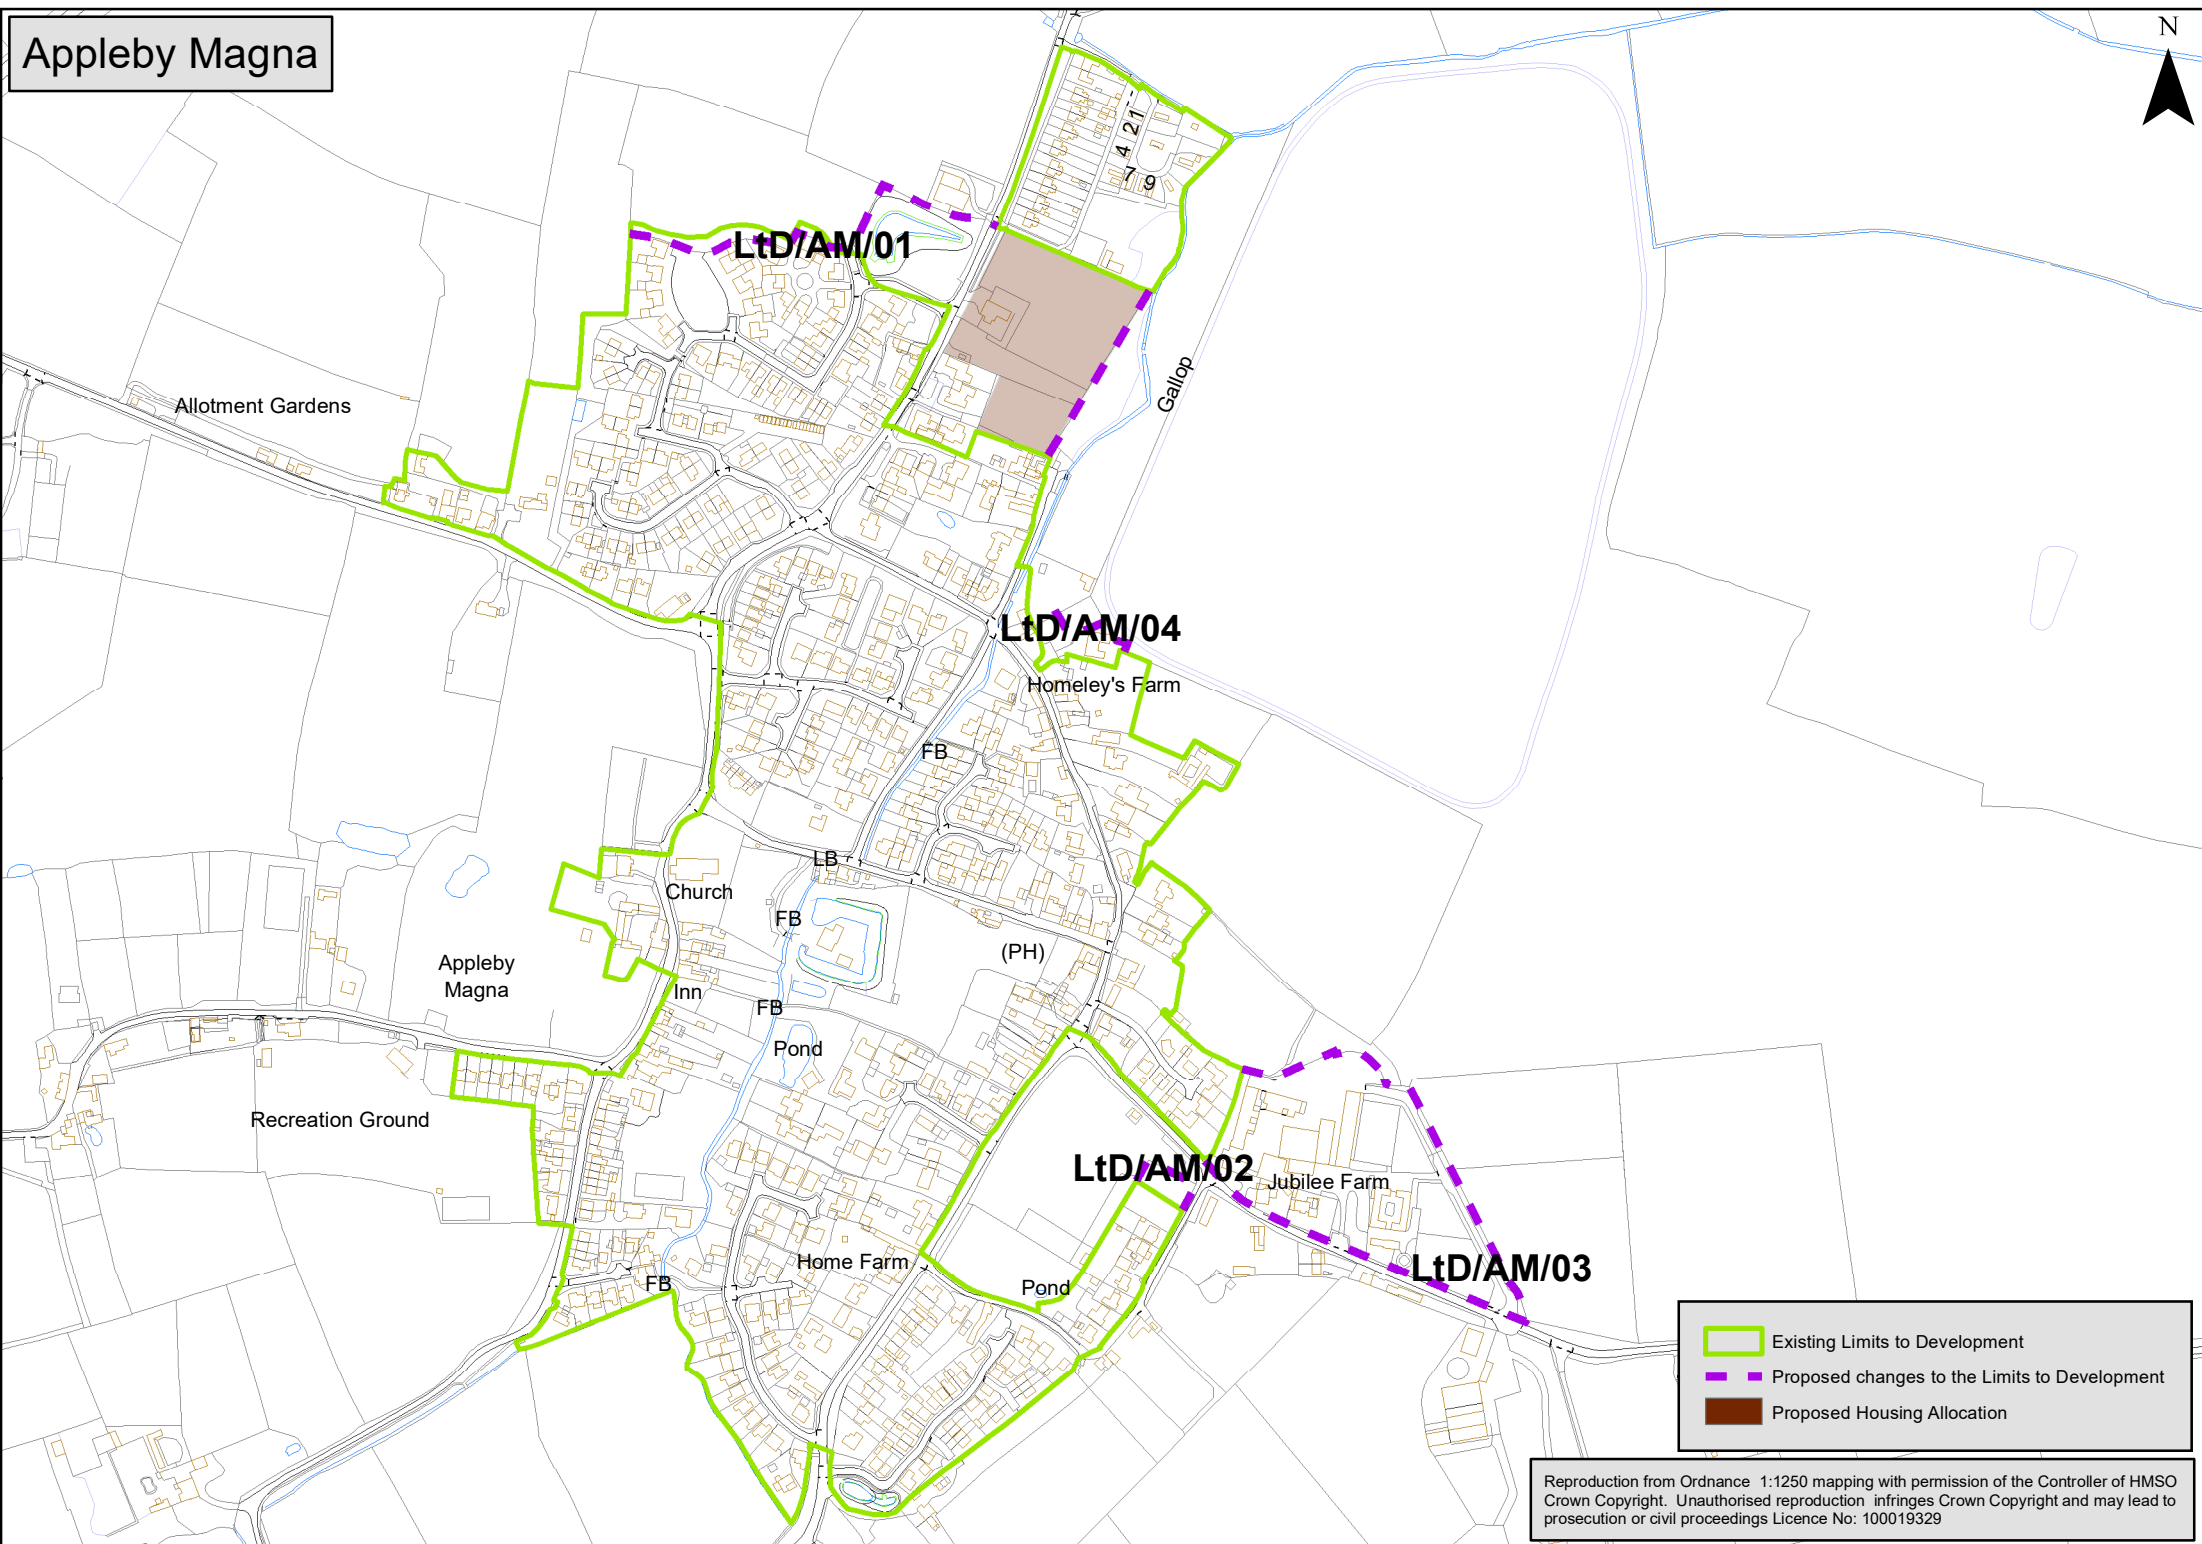 Appleby Magna
N
21
4
7
9
LtD/AM/01
Gallop
Allotment Gardens
LtD/AM/04
Homeley's Farm
FB
LB
Church
FB
(PH)
Appleby
Magna
Inn
FB
Pond
Recreation Ground
LtD/AM/02
Jubilee Farm
Home Farm
LtD/AM/03
FB
Pond
Existing Limits to Development
Proposed changes to the Limits to Development
Proposed Housing Allocation
Reproduction from Ordnance 1:1250 mapping with permission of the Controller of HMSO
Crown Copyright. Unauthorised reproduction infringes Crown Copyright and may lead to
prosecution or civil proceedings Licence No: 100019329